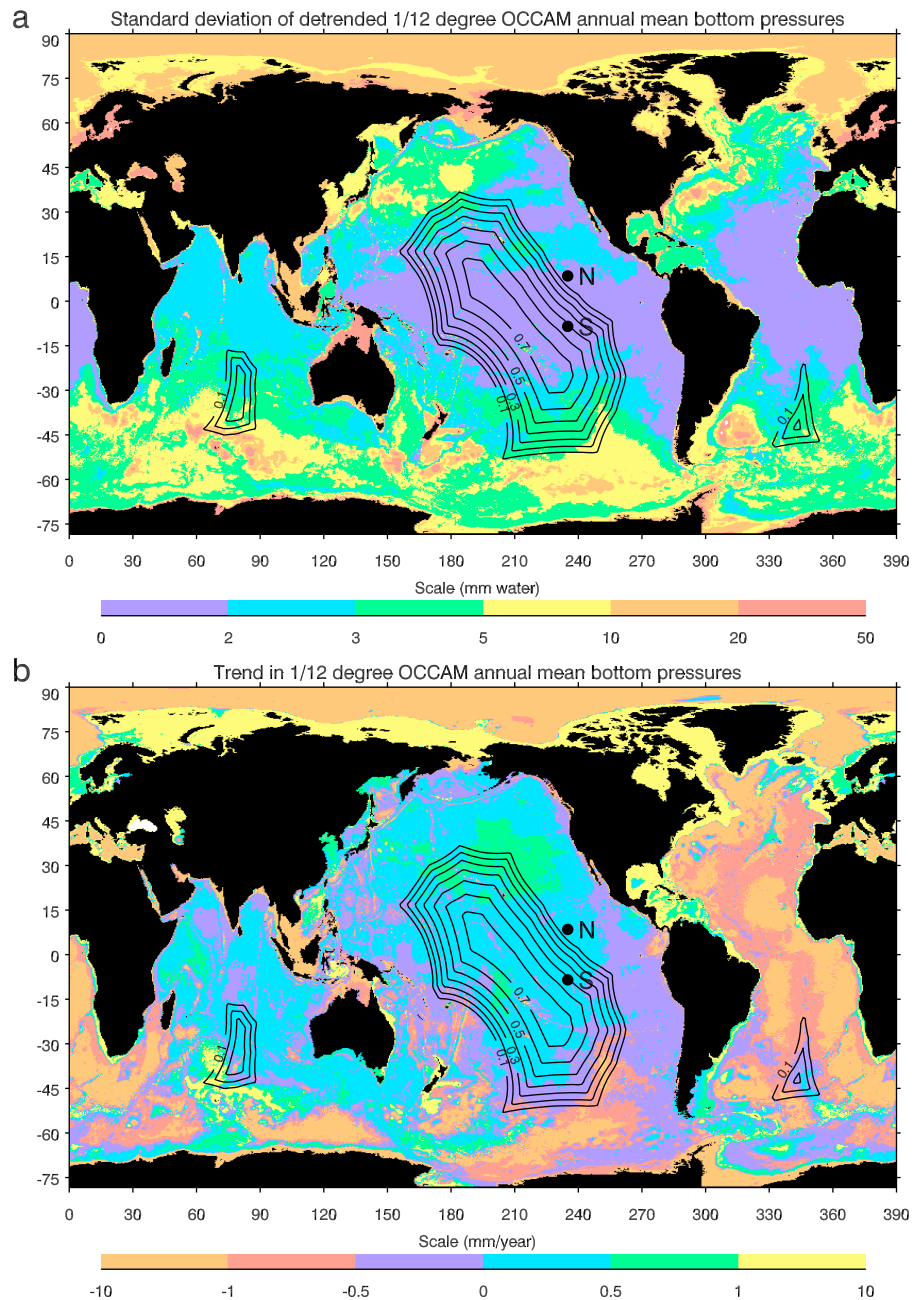 a
Standard deviation of detrended 1/12 degree OCCAM annual mean bottom pressures
90
75
60
45
30
15
0
-15
-30
-45
-60
-75
N
S
0.7
0.5
0.3
0.1
0.1
0.1
0 30 60 90 120 150 180 210 240 270 300 330 360 390
Scale (mm water)
0 2 3 5 10 20 50
b
Trend in 1/12 degree OCCAM annual mean bottom pressures
90
75
60
45
30
15
0
-15
-30
-45
-60
-75
N
S
0.7
0.5
0.3
0.1
0.1
0.1
0 30 60 90 120 150 180 210 240 270 300 330 360 390
Scale (mm/year)
-10 -1 -0.5 0 0.5 1 10